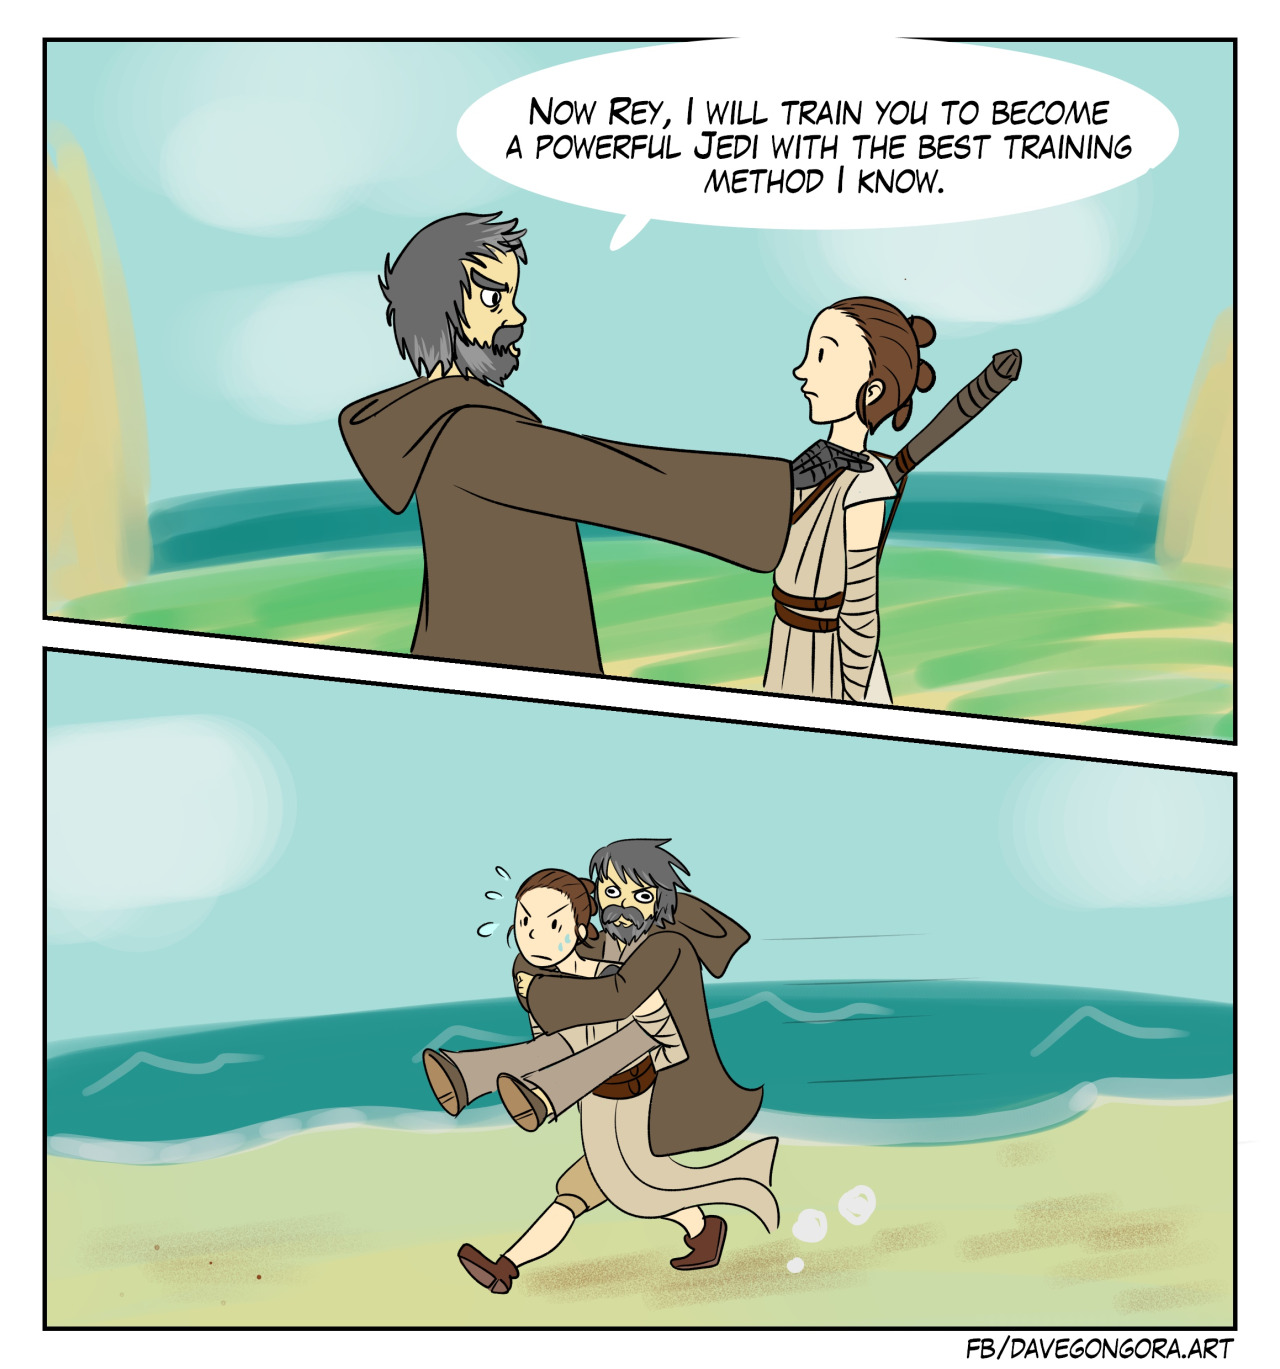 Now Rey, I will train you to become
a powerful Jedi with the best training
method I know.
FB/DAVEGONGORA.ART